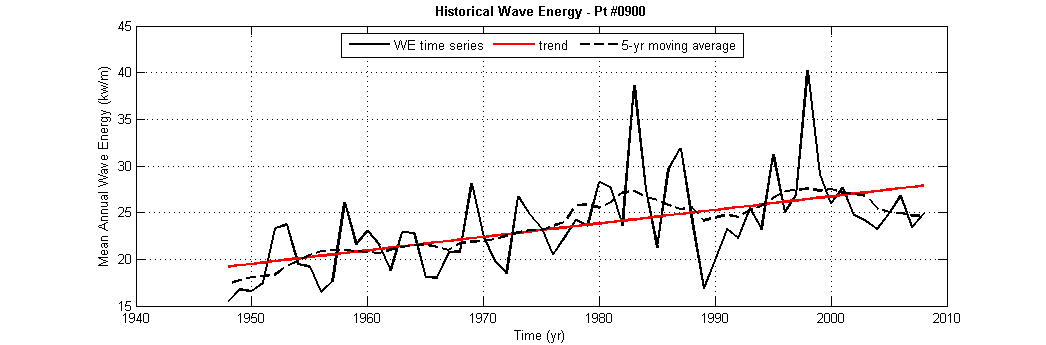 Historical Wave Energy - Pt #0900
WE time series trend 5-yr moving average
Mean Annual Wave Energy (kw/m)
45
40
35
30
25
20
15
1940 1950 1960 1970 1980 1990 2000 2010
Time (yr)